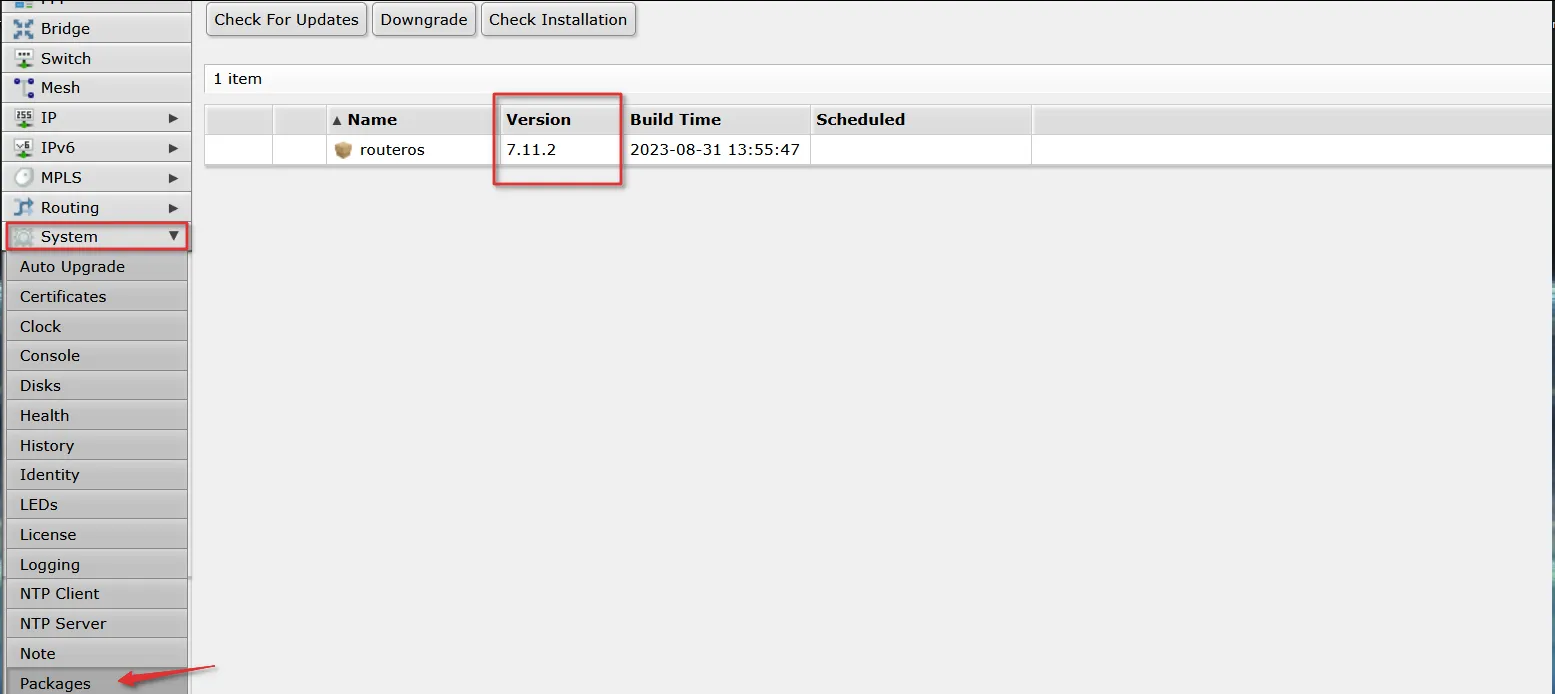 Check For Updates
Downgrade
Check Installation
Bridge
Switch
Mesh
IP
IPv6
MPLS
Routing
System
Auto Upgrade
Certificates
Clock
Console
Disks
Health
History
Identity
LEDs
License
Logging
NTP Client
NTP Server
Note
Packages
1 item
Name Version Build Time Scheduled
routeros 7.11.2 2023-08-31 13:55:47